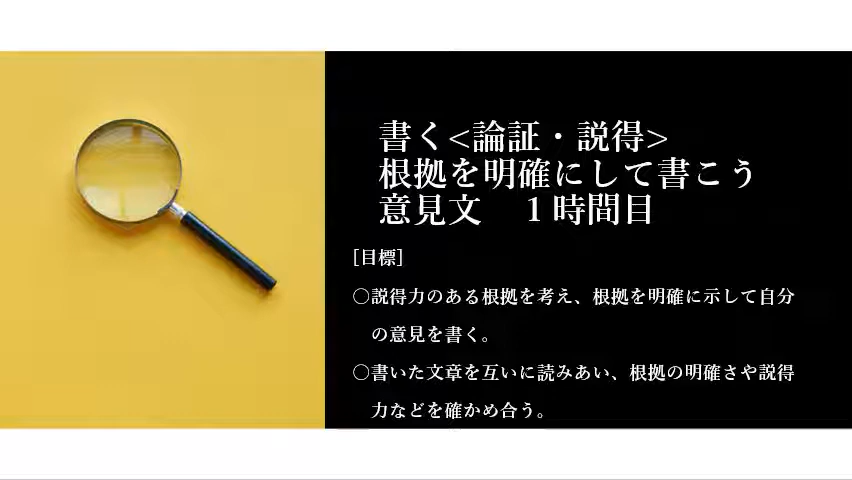 書く<論証・説得>
根拠を明確にして書こう
意見文　１時間目
[目標]
○説得力のある根拠を考え、根拠を明確に示して自分
の意見を書く。
○書いた文章を互いに読みあい、根拠の明確さや説得
力などを確かめ合う。